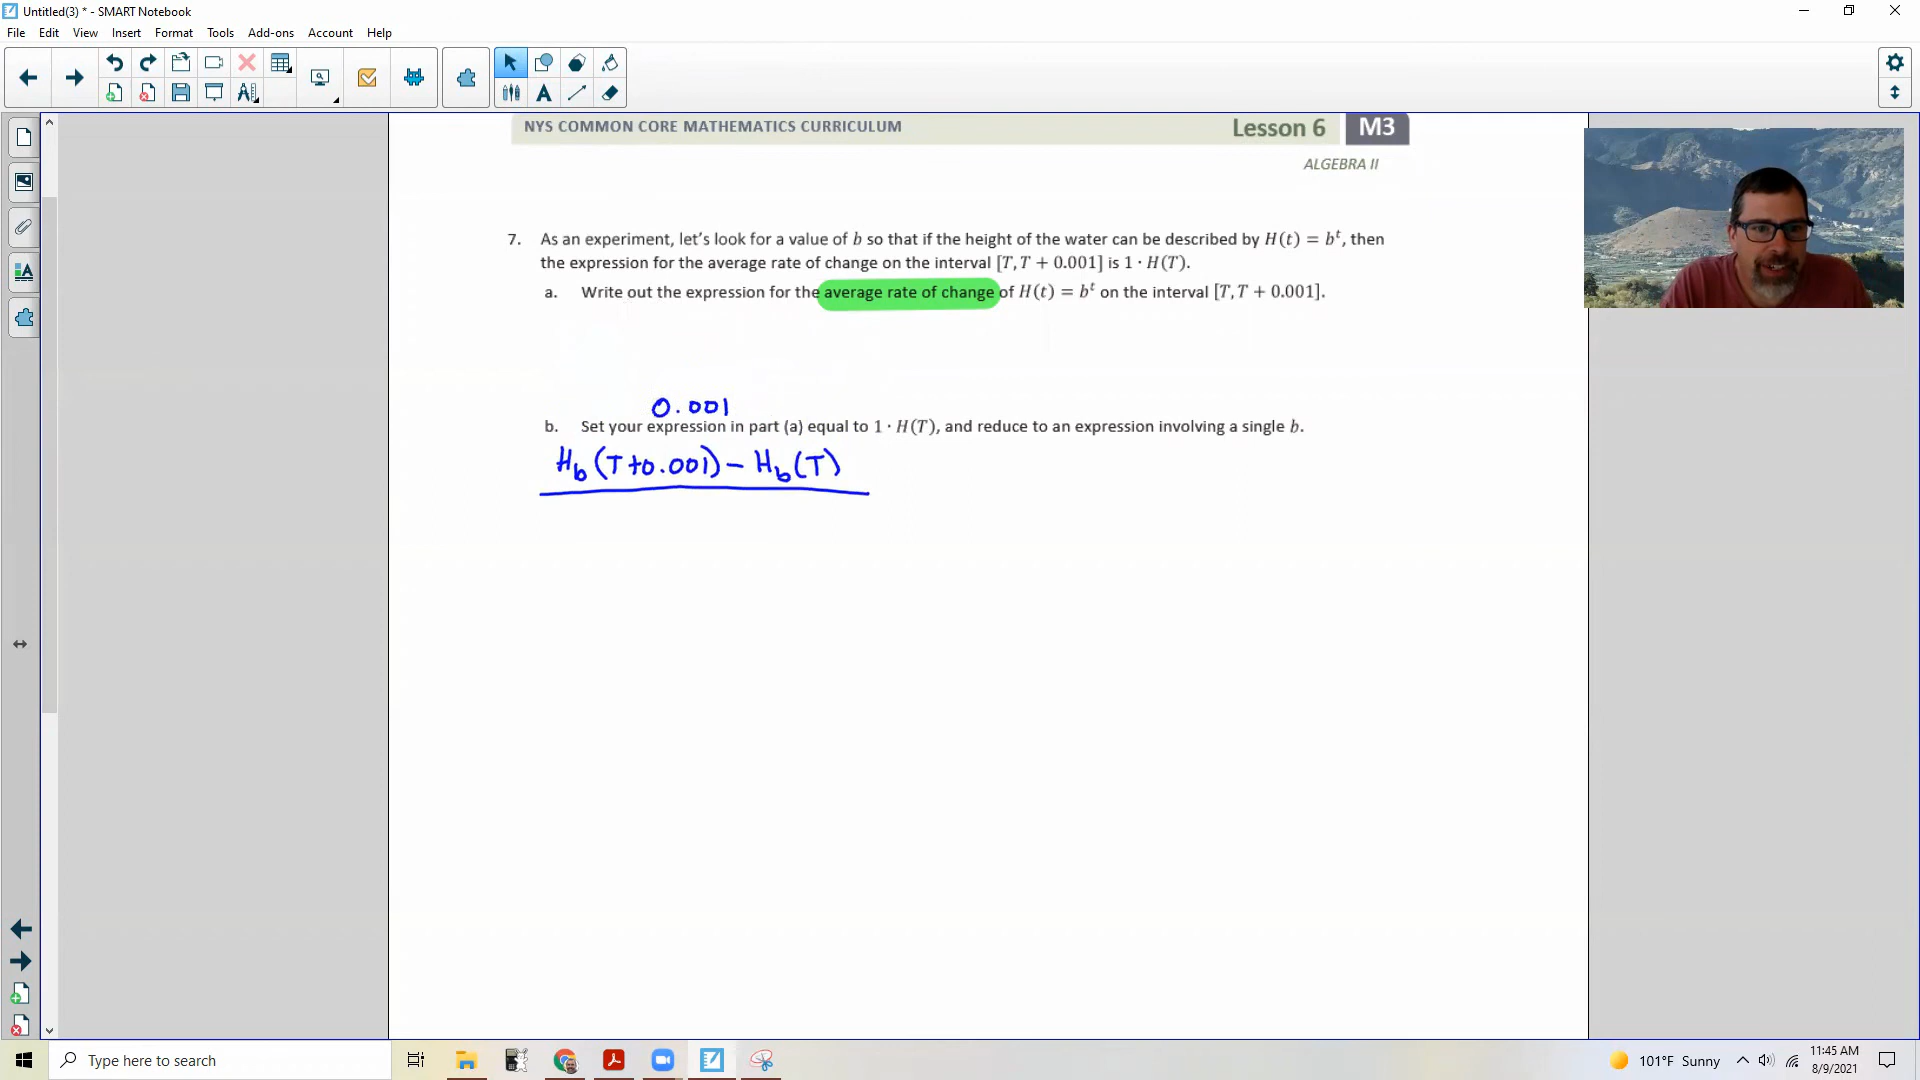 Untitled(3) * - SMART Notebook
File Edit View Insert Format Tools Add-ons Account Help
NYS COMMON CORE MATHEMATICS CURRICULUM Lesson 6 M3
ALGEBRA II
7. As an experiment, let's look for a value of b so that if the height of the water can be described by H(t) = bᵗ, then
the expression for the average rate of change on the interval [T, T + 0.001] is 1 · H(T).
a. Write out the expression for the average rate of change of H(t) = bᵗ on the interval [T, T + 0.001].
0.001
b. Set your expression in part (a) equal to 1 · H(T), and reduce to an expression involving a single b.
H_b (T+0.001) − H_b (T)
Type here to search
101°F Sunny
11:45 AM
8/9/2021